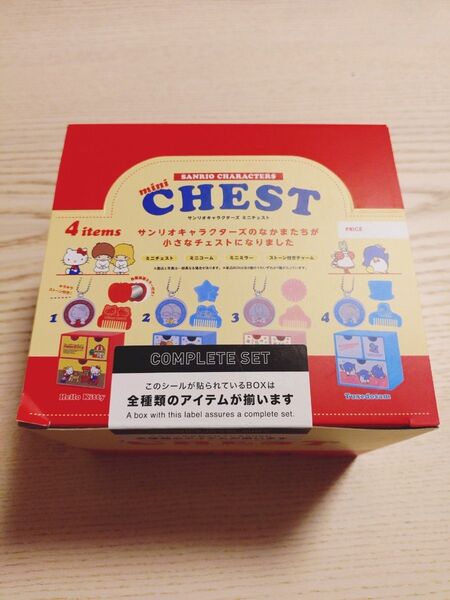 SANRIO CHARACTERS
mini
CHEST
サンリオキャラクターズ ミニチェスト
4 items
サンリオキャラクターズのなかまたちが
小さなチェストになりました
PRICE
ミニチェスト ミニコーム ミニミラー ストーン付きチャーム
1 2 3 4
Hello Kitty
Tuxedosam
COMPLETE SET
このシールが貼られているBOXは
全種類のアイテムが揃います
A box with this label assures a complete set.